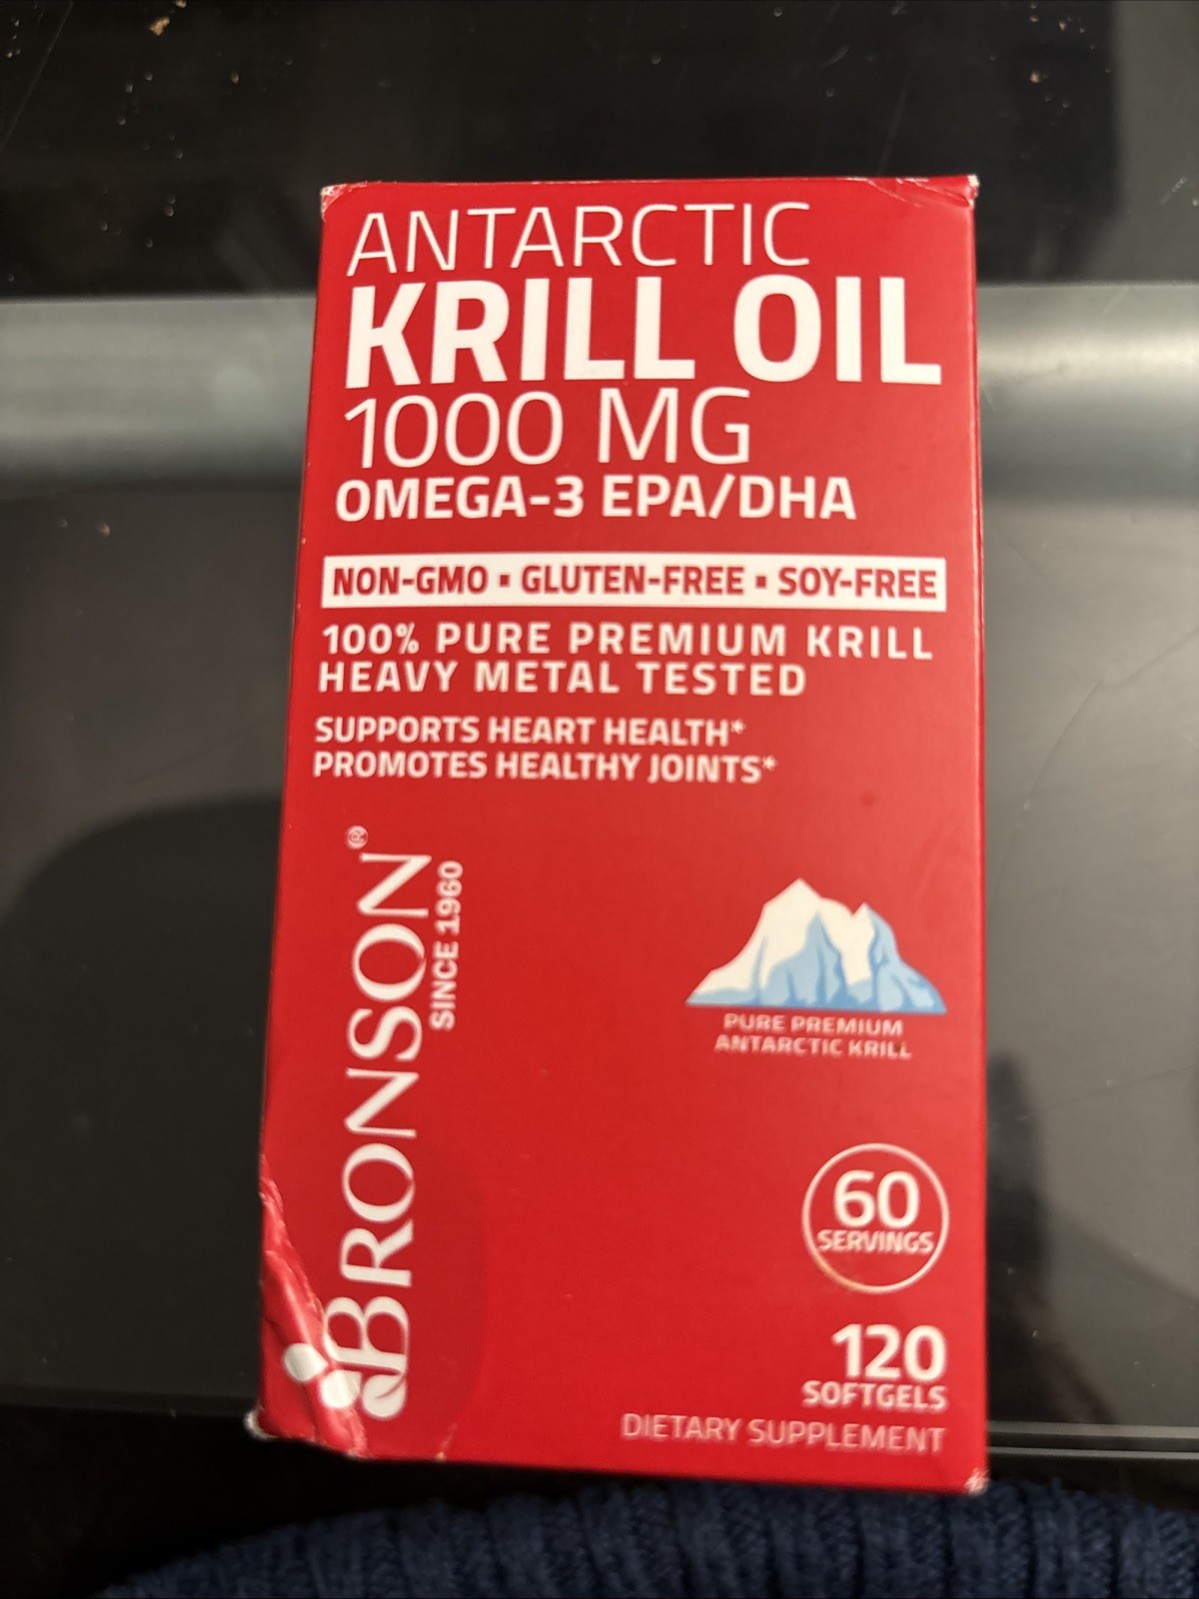 ANTARCTIC
KRILL OIL
1000 MG
OMEGA-3 EPA/DHA
NON-GMO ▪ GLUTEN-FREE ▪ SOY-FREE
100% PURE PREMIUM KRILL
HEAVY METAL TESTED
SUPPORTS HEART HEALTH*
PROMOTES HEALTHY JOINTS*
BRONSON®
SINCE 1960
PURE PREMIUM
ANTARCTIC KRILL
60
SERVINGS
120
SOFTGELS
DIETARY SUPPLEMENT